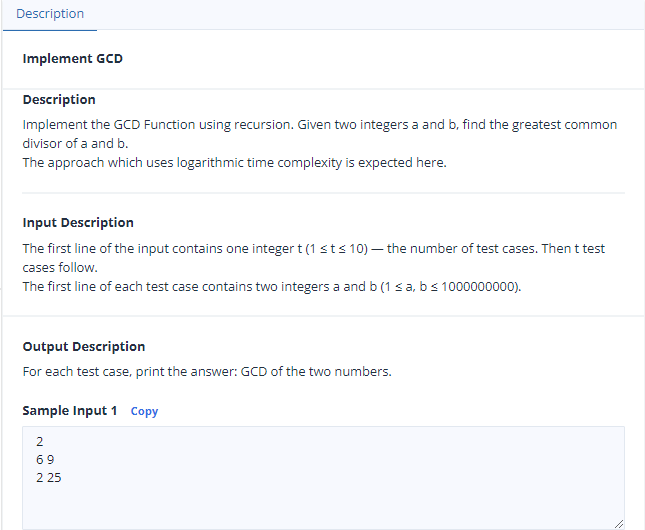 Description
Implement GCD
Description
Implement the GCD Function using recursion. Given two integers a and b, find the greatest common
divisor of a and b.
The approach which uses logarithmic time complexity is expected here.
Input Description
The first line of the input contains one integer t (1 ≤ t ≤ 10) — the number of test cases. Then t test
cases follow.
The first line of each test case contains two integers a and b (1 ≤ a, b ≤ 1000000000).
Output Description
For each test case, print the answer: GCD of the two numbers.
Sample Input 1 Copy
2
6 9
2 25